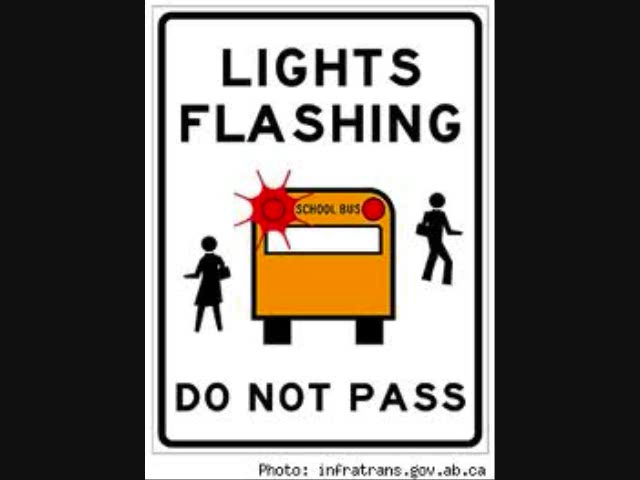 LIGHTS
FLASHING
SCHOOL BUS
DO NOT PASS
Photo: infratrans.gov.ab.ca